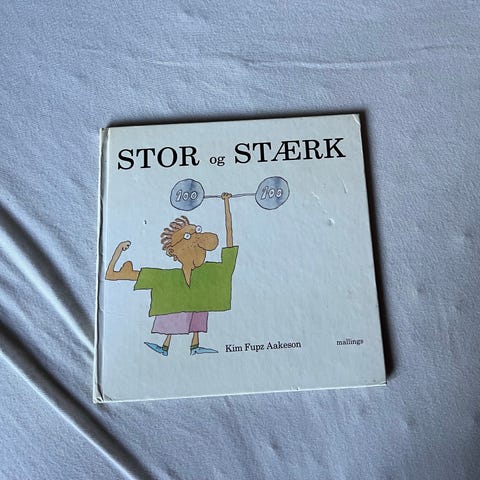 STOR og STÆRK
100 100
Kim Fupz Aakeson
mallings